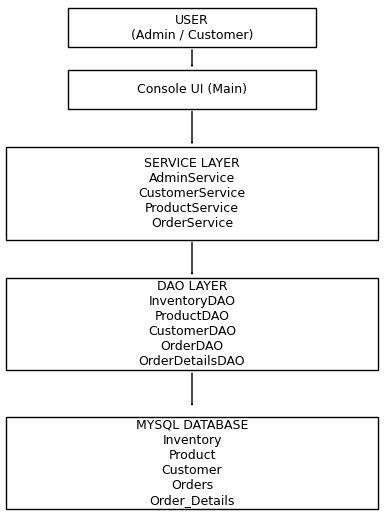 USER
(Admin / Customer)
Console UI (Main)
SERVICE LAYER
AdminService
CustomerService
ProductService
OrderService
DAO LAYER
InventoryDAO
ProductDAO
CustomerDAO
OrderDAO
OrderDetailsDAO
MYSQL DATABASE
Inventory
Product
Customer
Orders
Order_Details